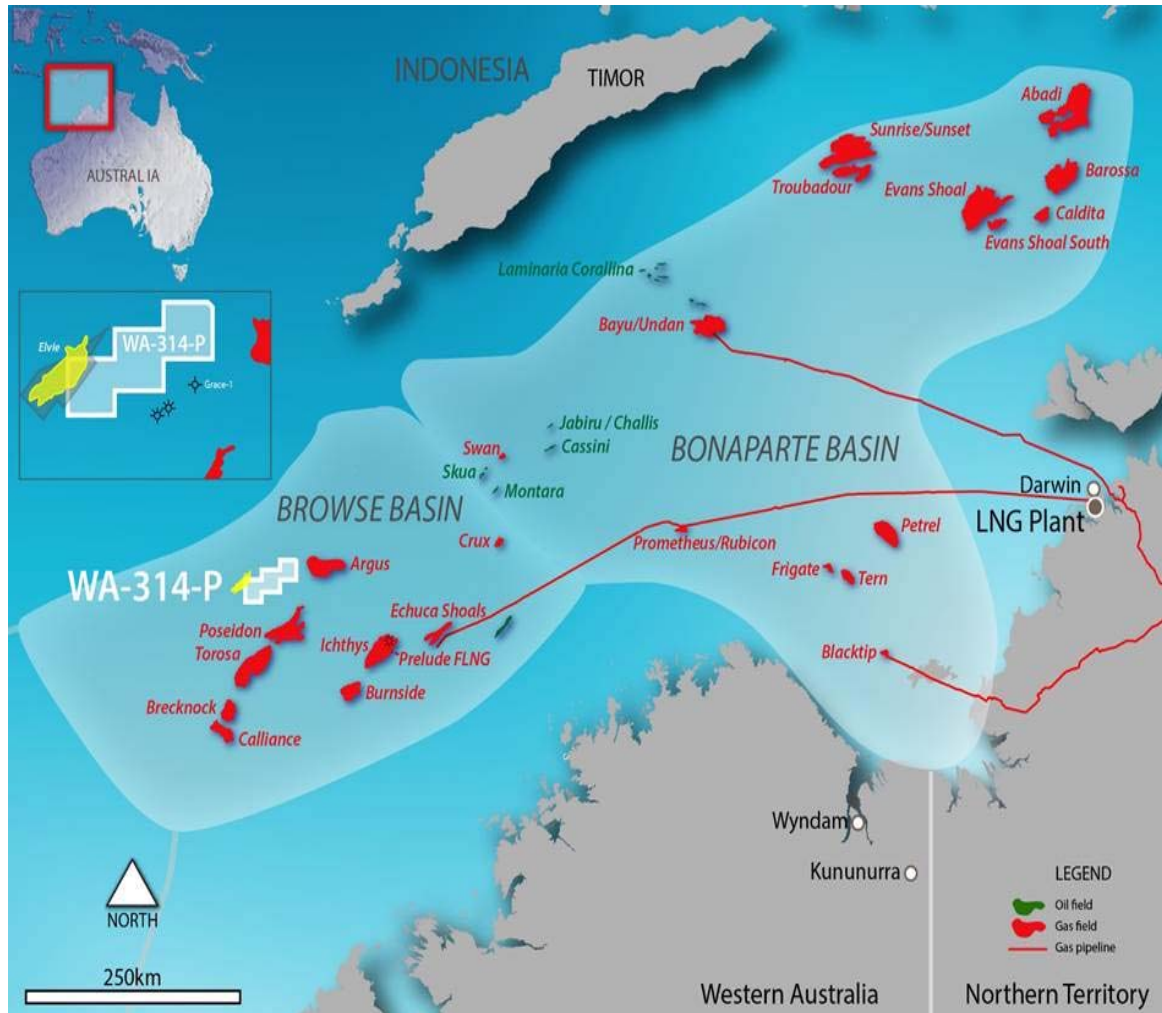 INDONESIA
TIMOR
AUSTRALIA
Abadi
Sunrise/Sunset
Troubadour
Evans Shoal
Barossa
Caldita
Evans Shoal South
Laminaria Corallina
Bayu/Undan
Elvie
WA-314-P
Grace-1
Jabiru / Challis
Cassini
Swan
Skua
Montara
BONAPARTE BASIN
BROWSE BASIN
Darwin
LNG Plant
Crux
Prometheus/Rubicon
Petrel
Frigate
Tern
Argus
WA-314-P
Echuca Shoals
Poseidon
Ichthys
Prelude FLNG
Torosa
Blacktip
Burnside
Brecknock
Calliance
Wyndam
Kununurra
NORTH
250km
LEGEND
Oil field
Gas field
Gas pipeline
Western Australia
Northern Territory